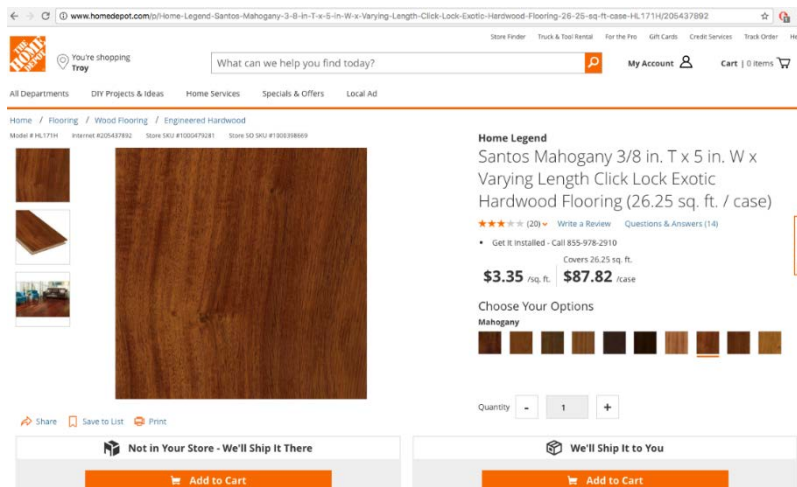 www.homedepot.com/p/Home-Legend-Santos-Mahogany-3-8-in-T-x-5-in-W-x-Varying-Length-Click-Lock-Exotic-Hardwood-Flooring-26-25-sq-ft-case-HL171H/205437892
Store Finder Truck & Tool Rental For the Pro Gift Cards Credit Services Track Order He
THE HOME DEPOT
You're shopping
Troy
What can we help you find today?
My Account
Cart | 0 items
All Departments DIY Projects & Ideas Home Services Specials & Offers Local Ad
Home / Flooring / Wood Flooring / Engineered Hardwood
Model # HL171H Internet #205437892 Store SKU #1000479281 Store SO SKU #1000398669
Home Legend
Santos Mahogany 3/8 in. T x 5 in. W x
Varying Length Click Lock Exotic
Hardwood Flooring (26.25 sq. ft. / case)
(20) Write a Review Questions & Answers (14)
• Get It Installed - Call 855-978-2910
Covers 26.25 sq. ft.
$3.35 /sq. ft. $87.82 /case
Choose Your Options
Mahogany
Quantity - 1 +
Share Save to List Print
Not in Your Store - We'll Ship It There
We'll Ship It to You
Add to Cart
Add to Cart